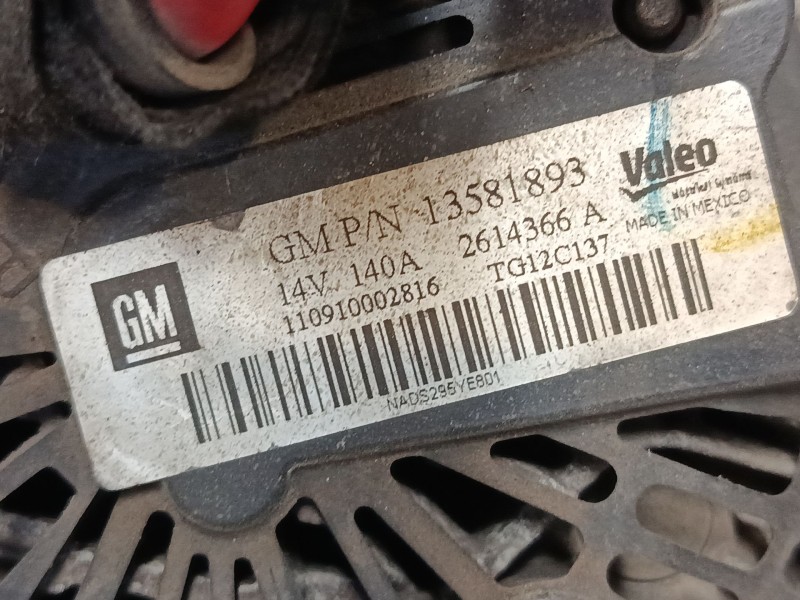 GM
GM P/N 13581893
14V 140A 2614366 A
110910002816 TG12C137
Valeo
MADE IN MEXICO
NADS295YE801